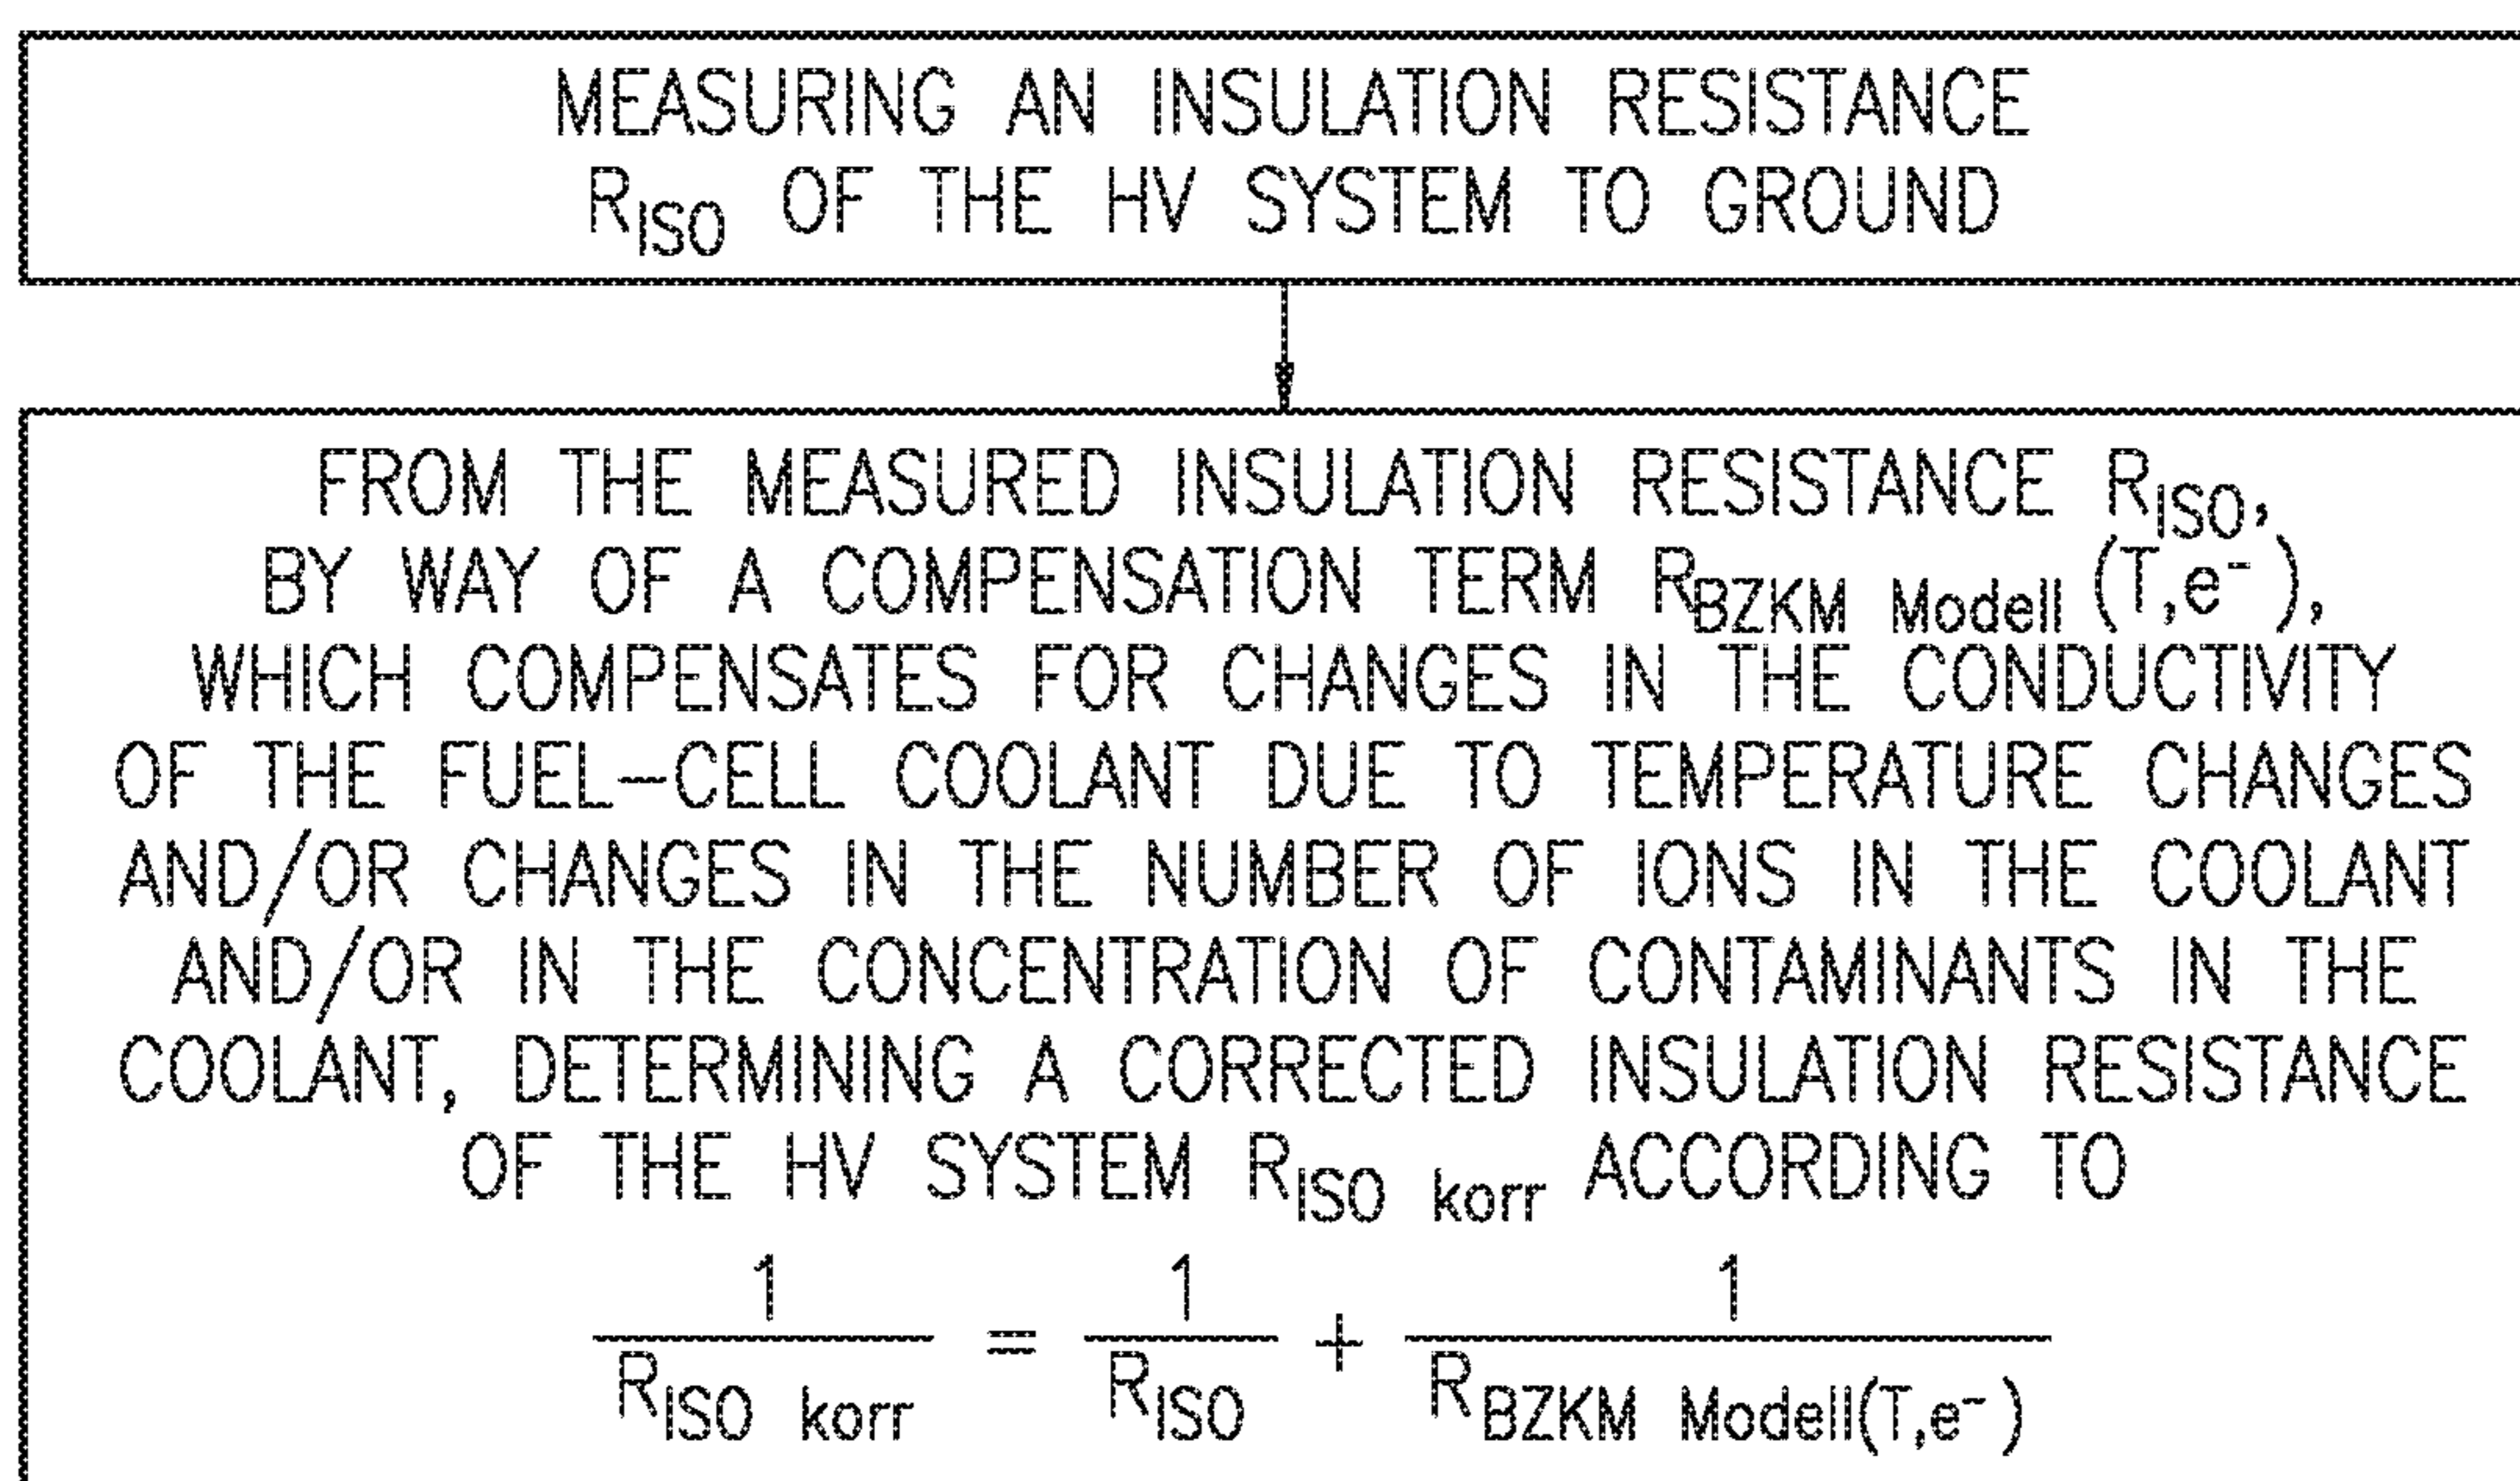 MEASURING AN INSULATION RESISTANCE
R_ISO OF THE HV SYSTEM TO GROUND
FROM THE MEASURED INSULATION RESISTANCE R_ISO,
BY WAY OF A COMPENSATION TERM R_BZKM Modell (T,e⁻),
WHICH COMPENSATES FOR CHANGES IN THE CONDUCTIVITY
OF THE FUEL-CELL COOLANT DUE TO TEMPERATURE CHANGES
AND/OR CHANGES IN THE NUMBER OF IONS IN THE COOLANT
AND/OR IN THE CONCENTRATION OF CONTAMINANTS IN THE
COOLANT, DETERMINING A CORRECTED INSULATION RESISTANCE
OF THE HV SYSTEM R_ISO korr ACCORDING TO
1/R_ISO korr = 1/R_ISO + 1/R_BZKM Modell(T,e⁻)